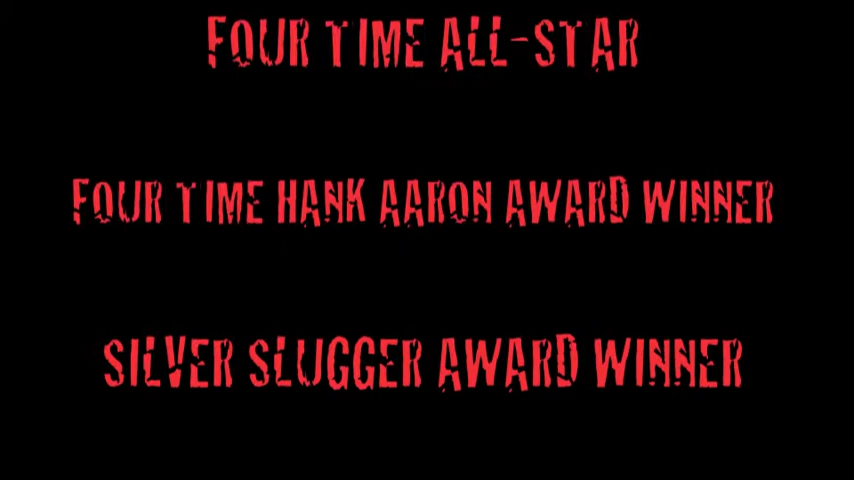 FOUR TIME ALL-STAR
FOUR TIME HANK AARON AWARD WINNER
SILVER SLUGGER AWARD WINNER